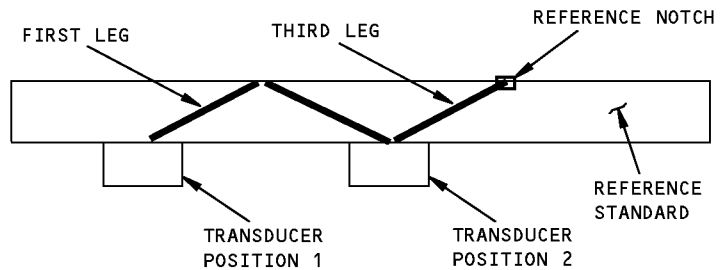 REFERENCE NOTCH
FIRST LEG
THIRD LEG
REFERENCE
STANDARD
TRANSDUCER
POSITION 1
TRANSDUCER
POSITION 2